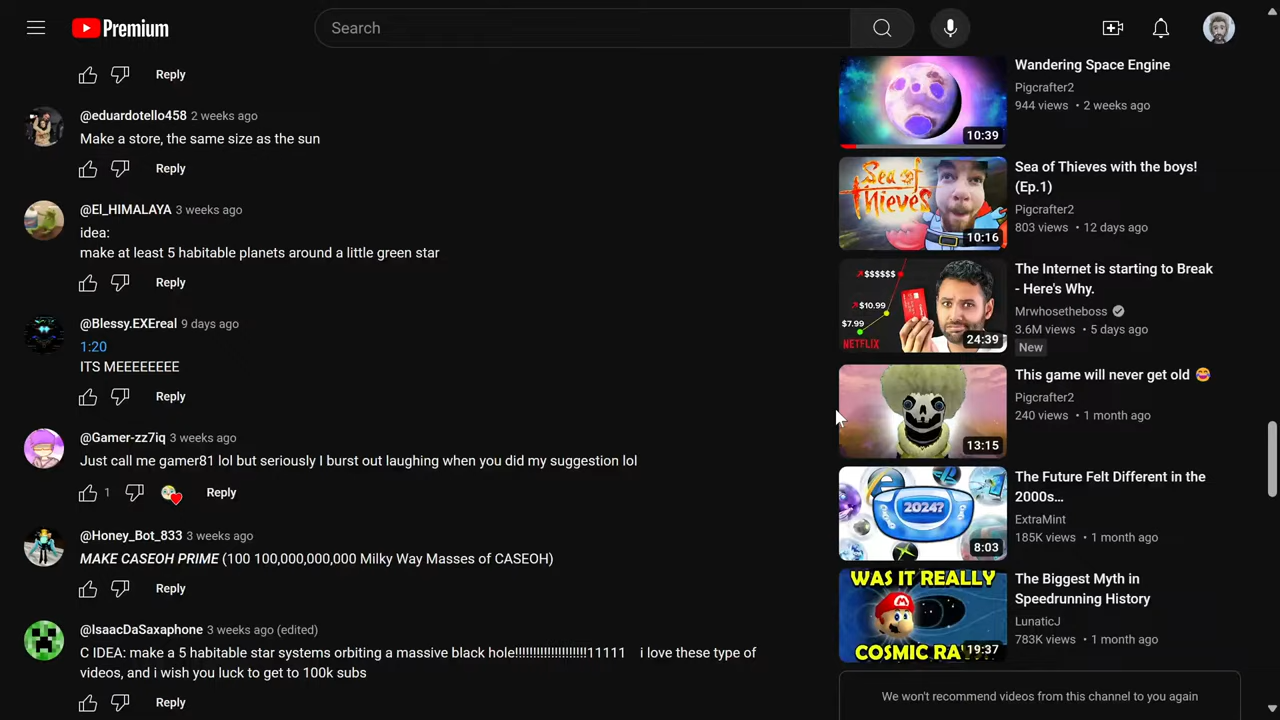 Premium
Search
Reply
@eduardotello458 2 weeks ago
Make a store, the same size as the sun
Reply
@El_HIMALAYA 3 weeks ago
idea:
make at least 5 habitable planets around a little green star
Reply
@Blessy.EXEreal 9 days ago
1:20
ITS MEEEEEEEE
Reply
@Gamer-zz7iq 3 weeks ago
Just call me gamer81 lol but seriously I burst out laughing when you did my suggestion lol
1 Reply
@Honey_Bot_833 3 weeks ago
MAKE CASEOH PRIME (100 100,000,000,000 Milky Way Masses of CASEOH)
Reply
@IsaacDaSaxaphone 3 weeks ago (edited)
C IDEA: make a 5 habitable star systems orbiting a massive black hole!!!!!!!!!!!!!!!!!!!!11111 i love these type of
videos, and i wish you luck to get to 100k subs
Reply
10:39
Wandering Space Engine
Pigcrafter2
944 views • 2 weeks ago
Sea of
Thieves
10:16
Sea of Thieves with the boys!
(Ep.1)
Pigcrafter2
803 views • 12 days ago
$$$$$$
$10.99
$7.99
NETFLIX
24:39
The Internet is starting to Break
- Here's Why.
Mrwhosetheboss
3.6M views • 5 days ago
New
13:15
This game will never get old 😂
Pigcrafter2
240 views • 1 month ago
2024?
8:03
The Future Felt Different in the
2000s...
ExtraMint
185K views • 1 month ago
WAS IT REALLY
COSMIC RA
19:37
The Biggest Myth in
Speedrunning History
LunaticJ
783K views • 1 month ago
We won't recommend videos from this channel to you again